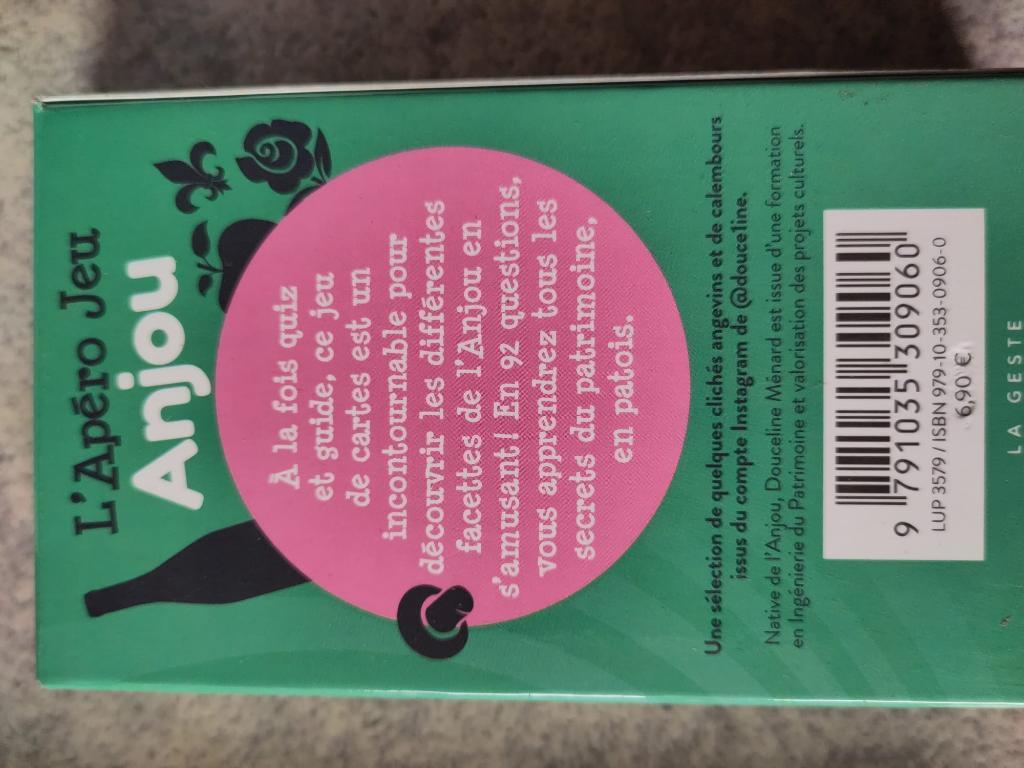 L'Apéro Jeu
Anjou
À la fois quiz
et guide, ce jeu
de cartes est un
incontournable pour
découvrir les différentes
facettes de l'Anjou en
s'amusant ! En 92 questions,
vous apprendrez tous les
secrets du patrimoine,
en patois.
Une sélection de quelques clichés angevins et de calembours
issus du compte Instagram de @douceline.
Native de l'Anjou, Douceline Ménard est issue d'une formation
en Ingénierie du Patrimoine et valorisation des projets culturels.
9 791035 309060
LUP 3579 / ISBN 979-10-353-0906-0
6,90 €
LA GESTE